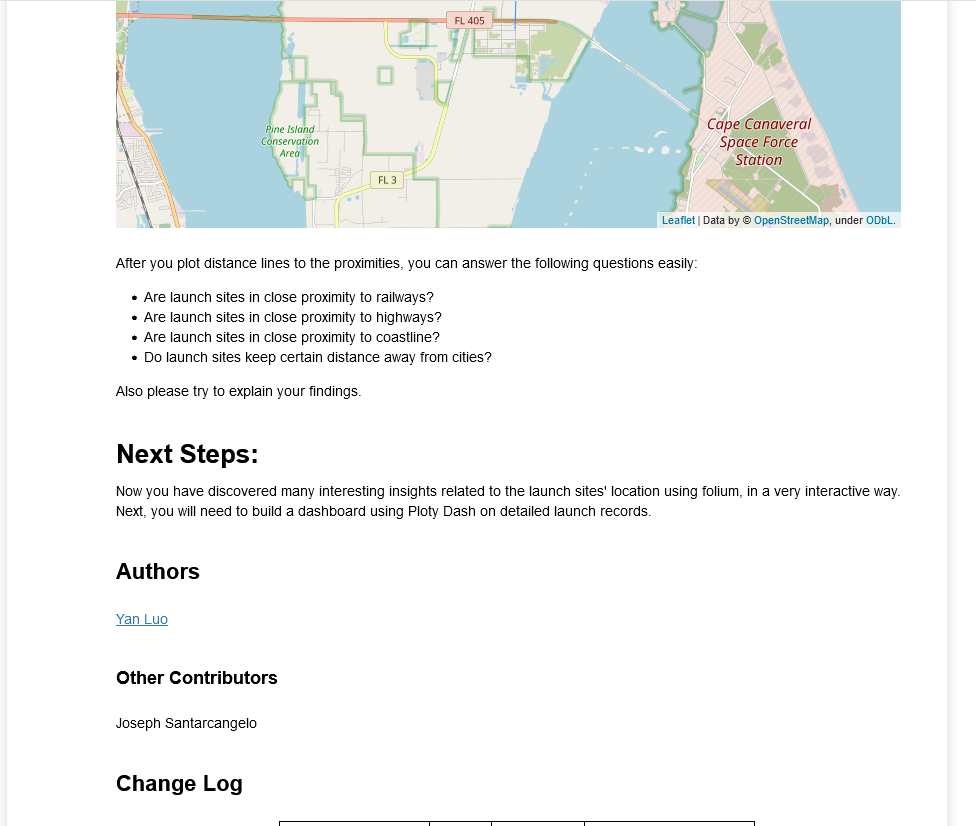 FL 405
Pine Island
Conservation
Area
Cape Canaveral
Space Force
Station
FL 3
Leaflet | Data by © OpenStreetMap, under ODbL.
After you plot distance lines to the proximities, you can answer the following questions easily:
• Are launch sites in close proximity to railways?
• Are launch sites in close proximity to highways?
• Are launch sites in close proximity to coastline?
• Do launch sites keep certain distance away from cities?
Also please try to explain your findings.
Next Steps:
Now you have discovered many interesting insights related to the launch sites' location using folium, in a very interactive way.
Next, you will need to build a dashboard using Ploty Dash on detailed launch records.
Authors
Yan Luo
Other Contributors
Joseph Santarcangelo
Change Log